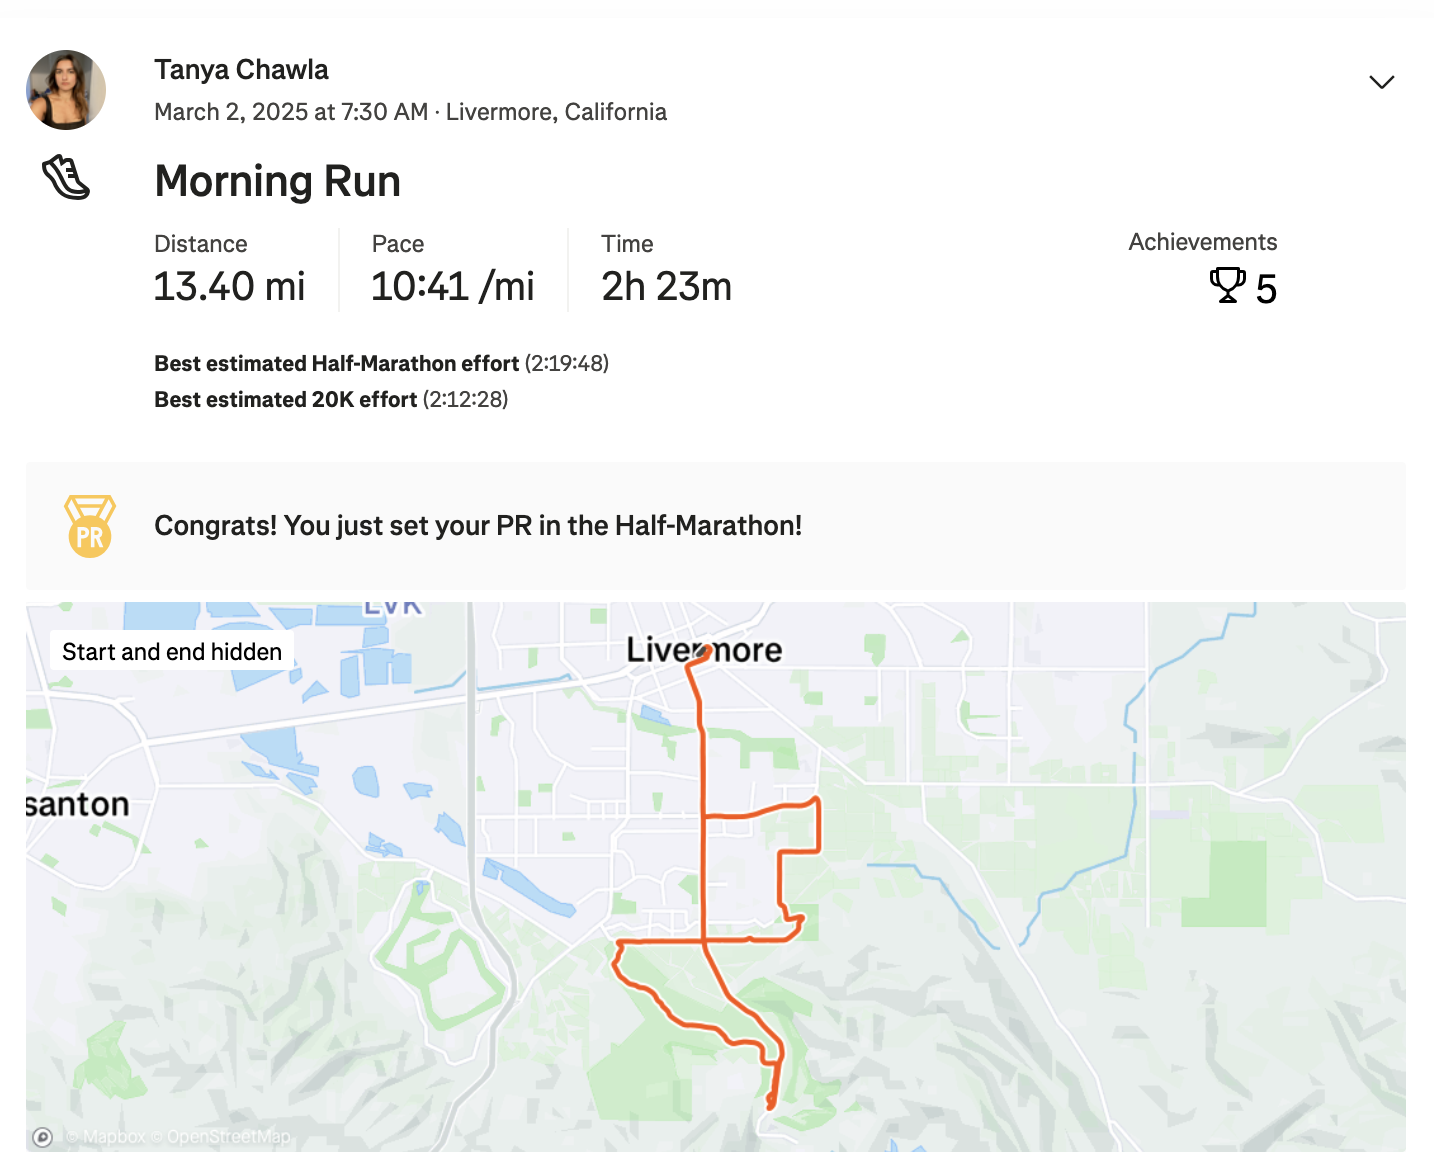 Tanya Chawla
March 2, 2025 at 7:30 AM · Livermore, California
Morning Run
Distance
13.40 mi
Pace
10:41 /mi
Time
2h 23m
Achievements
5
Best estimated Half-Marathon effort (2:19:48)
Best estimated 20K effort (2:12:28)
PR
Congrats! You just set your PR in the Half-Marathon!
LVK
Start and end hidden
Livermore
santon
© Mapbox © OpenStreetMap